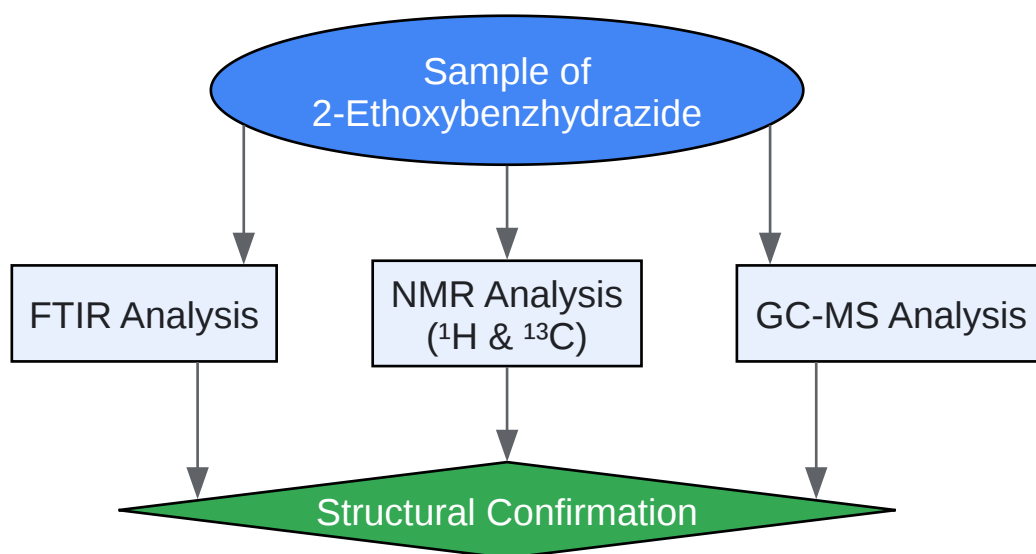 Sample of
2-Ethoxybenzhydrazide
FTIR Analysis
NMR Analysis
(¹H & ¹³C)
GC-MS Analysis
Structural Confirmation